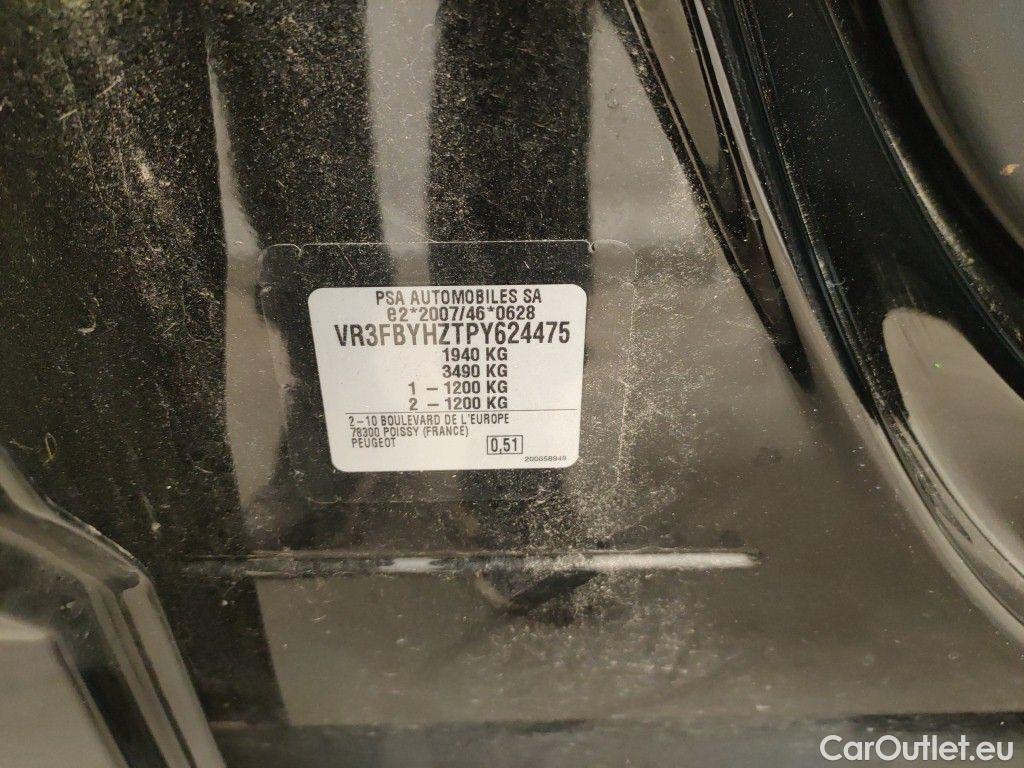 PSA AUTOMOBILES SA
e2*2007/46*0628
VR3FBYHZTPY624475
1940 KG
3490 KG
1 – 1200 KG
2 – 1200 KG
2–10 BOULEVARD DE L'EUROPE
78300 POISSY (FRANCE)
PEUGEOT
0,51
200658949
CarOutlet.eu